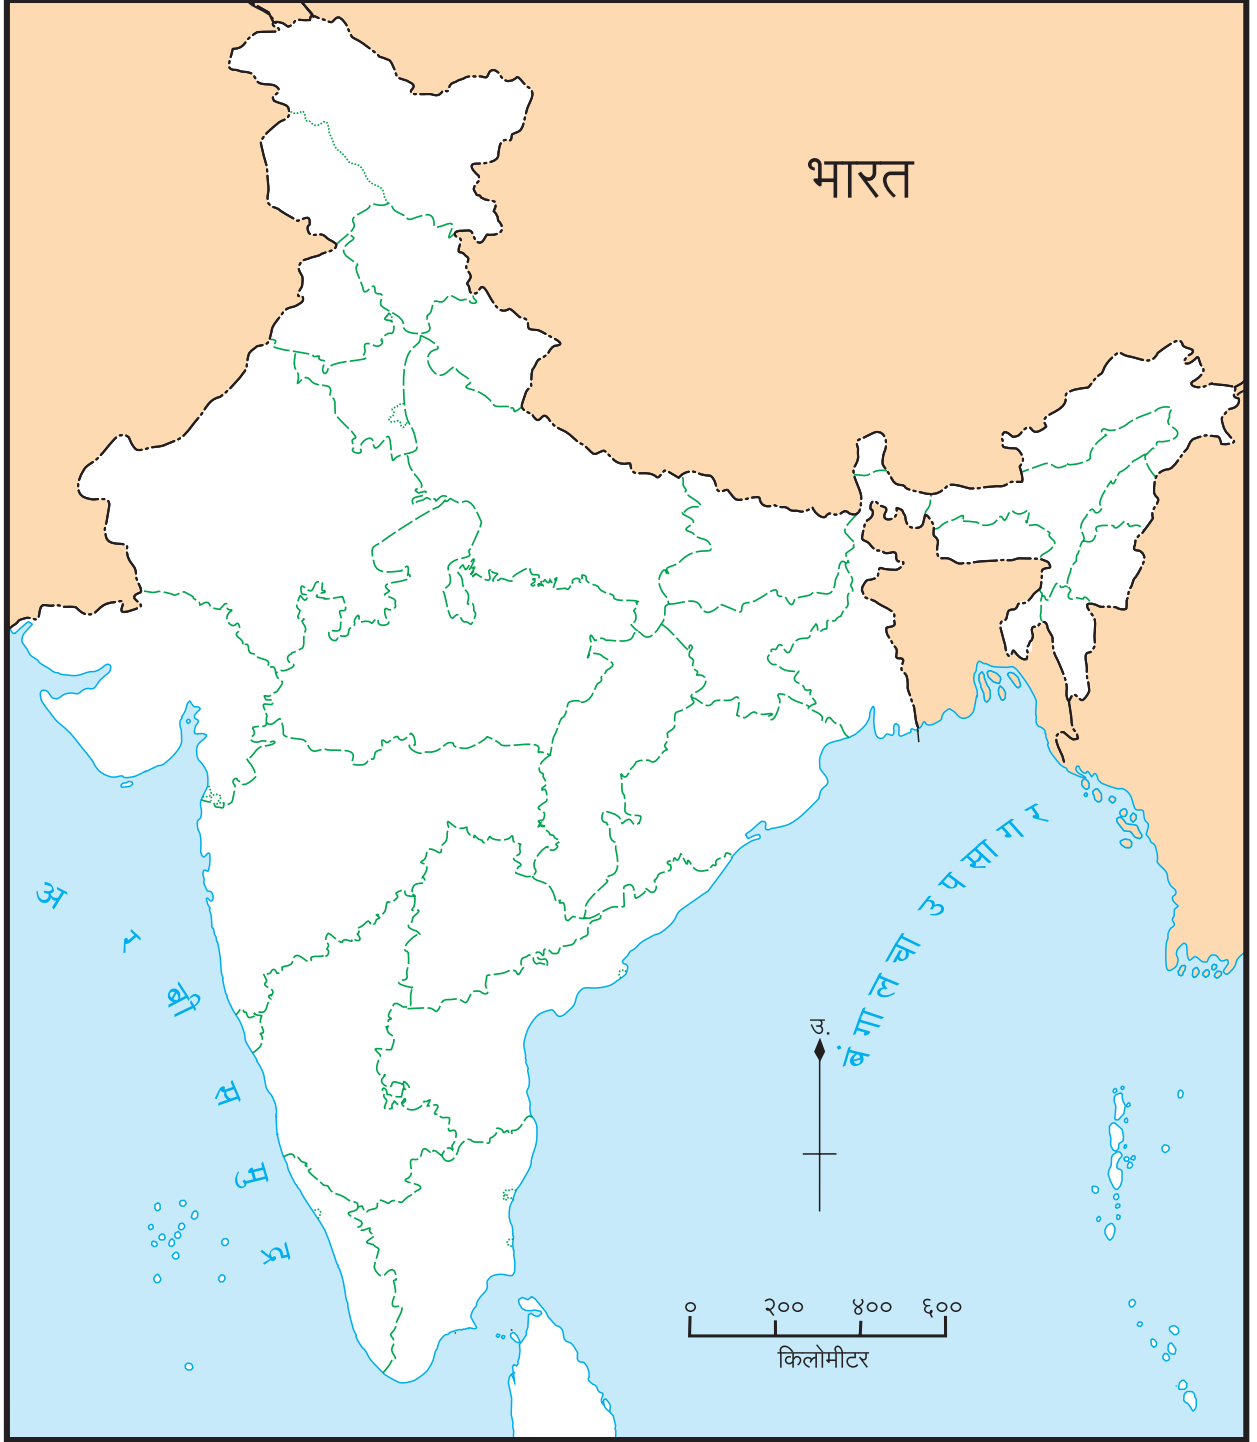 भारत
अरबी समुद्र
बंगालचा उपसागर
उ.
० २०० ४०० ६००
किलोमीटर